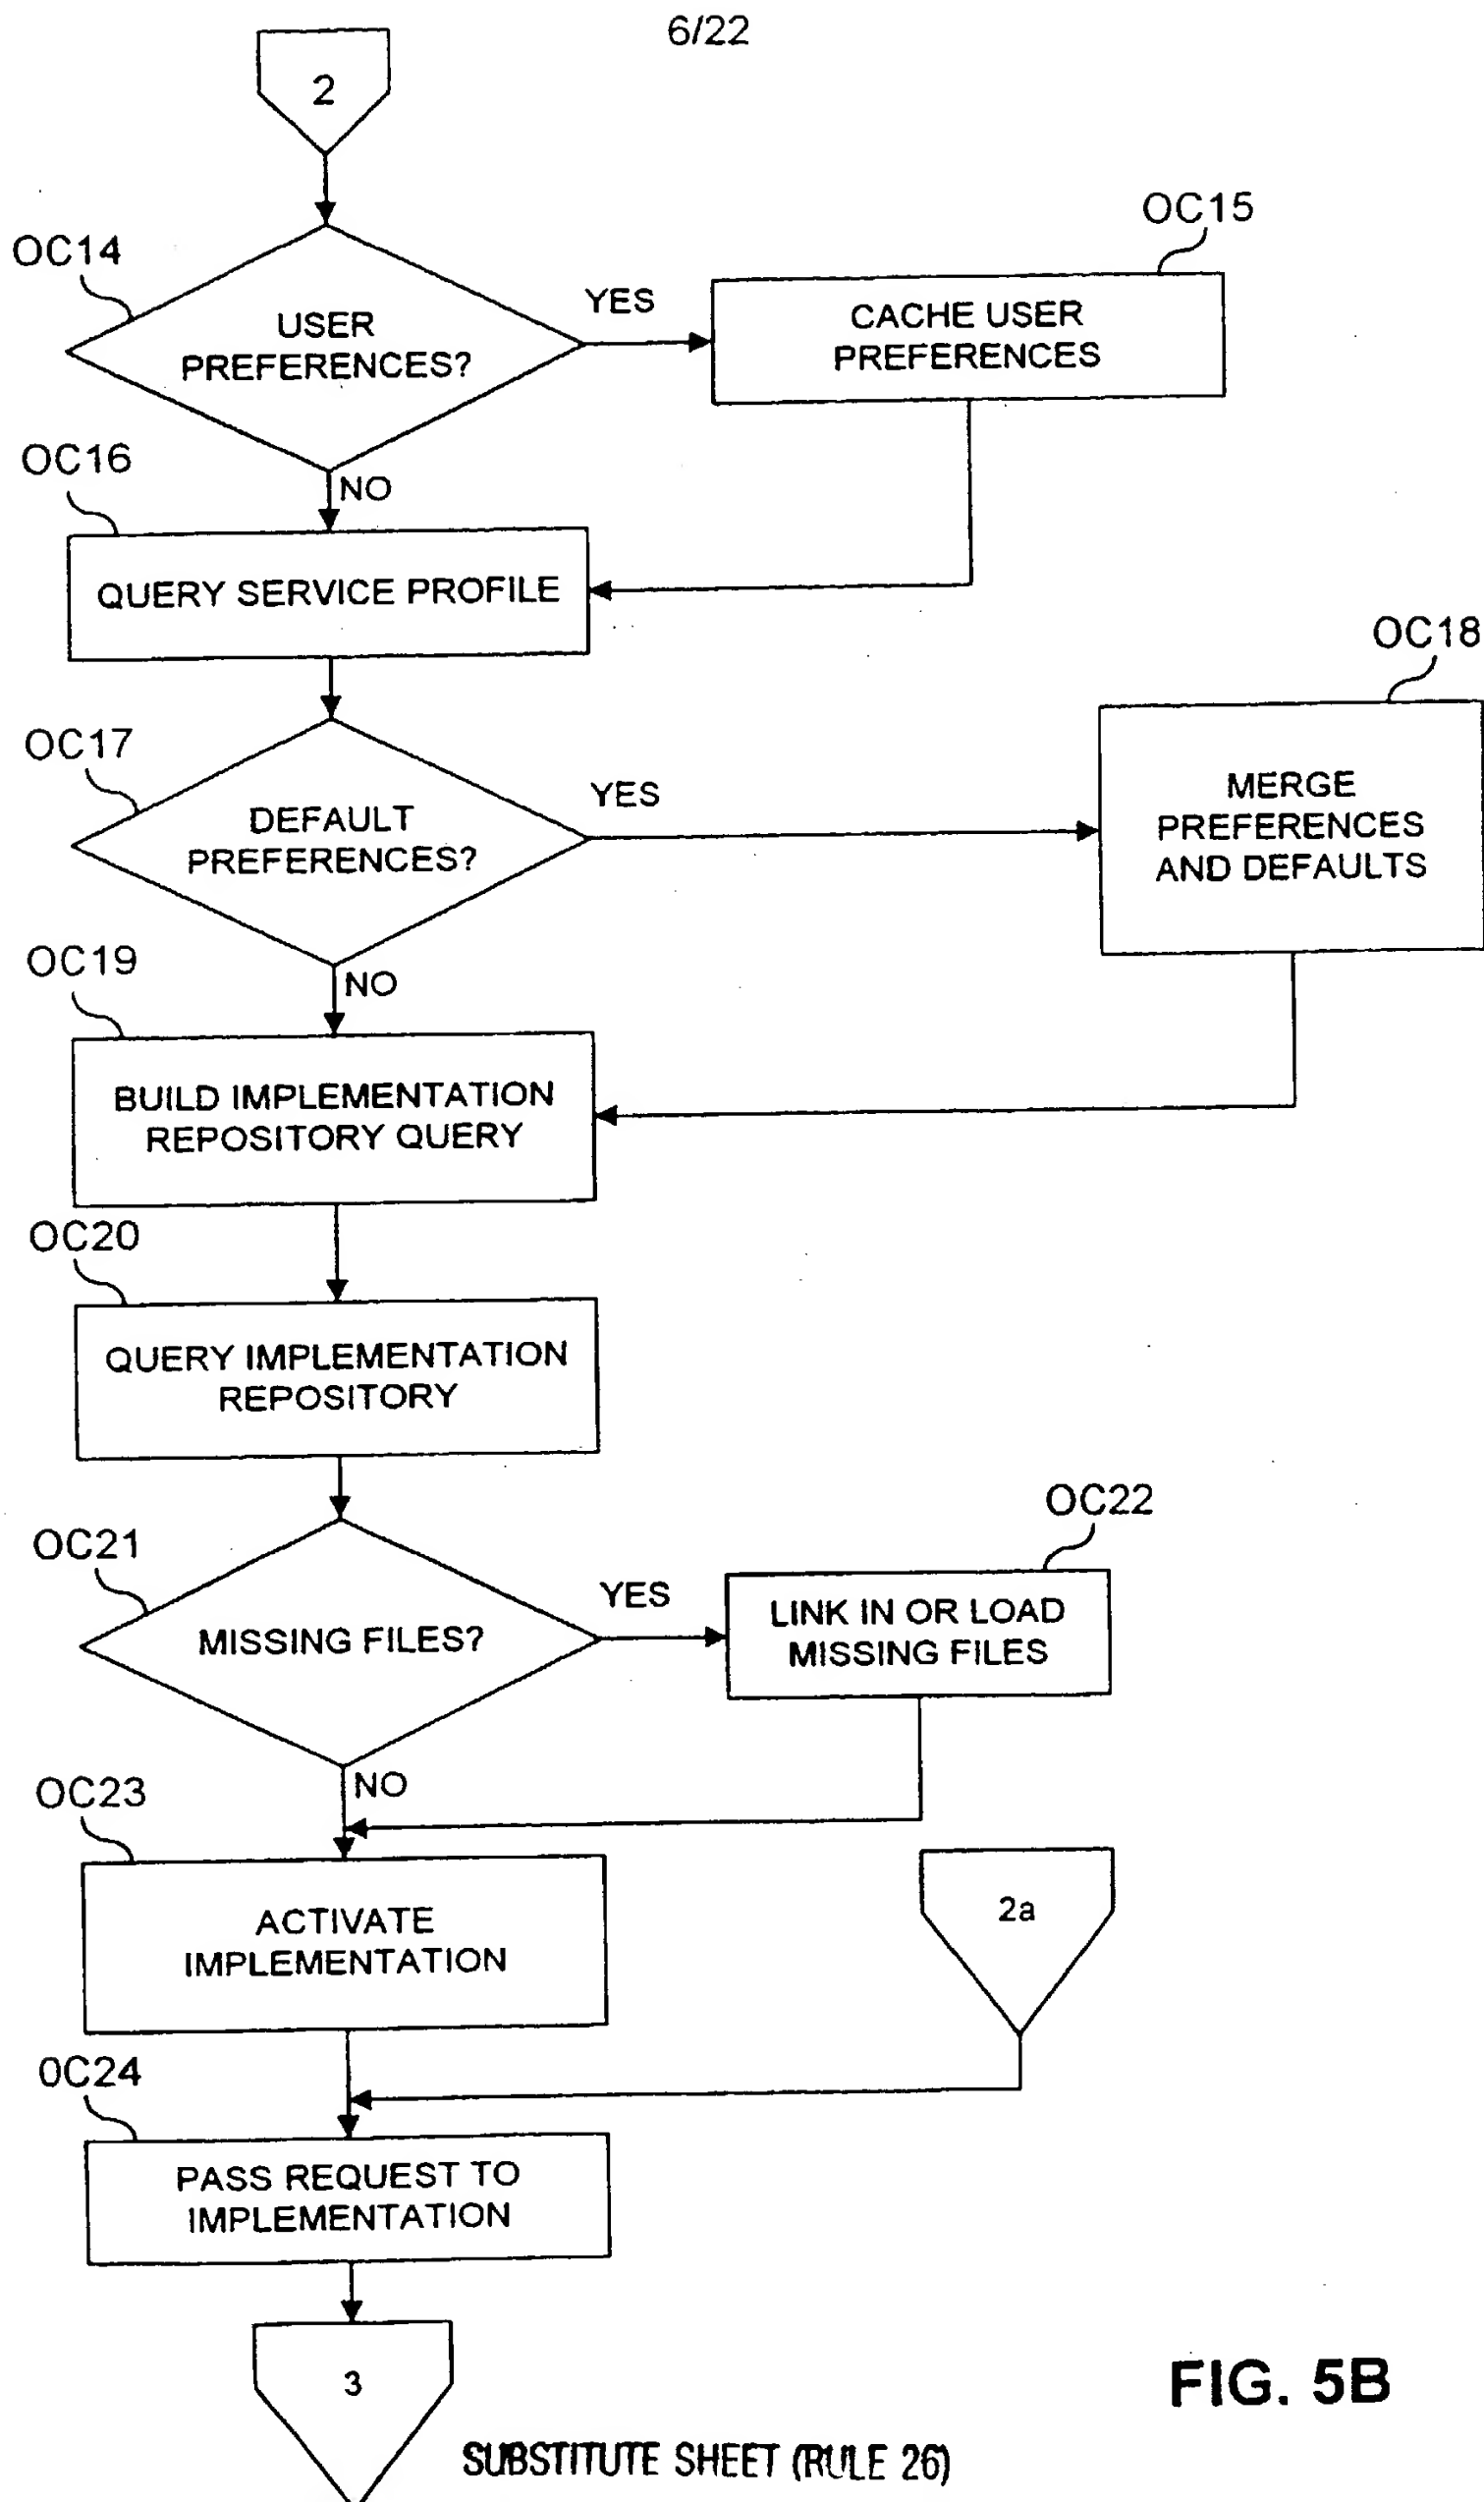 6/22
2
OC14
USER
PREFERENCES?
YES
OC15
CACHE USER
PREFERENCES
NO
OC16
QUERY SERVICE PROFILE
OC17
DEFAULT
PREFERENCES?
YES
OC18
MERGE
PREFERENCES
AND DEFAULTS
NO
OC19
BUILD IMPLEMENTATION
REPOSITORY QUERY
OC20
QUERY IMPLEMENTATION
REPOSITORY
OC21
MISSING FILES?
YES
OC22
LINK IN OR LOAD
MISSING FILES
NO
OC23
ACTIVATE
IMPLEMENTATION
2a
0C24
PASS REQUEST TO
IMPLEMENTATION
3
FIG. 5B
SUBSTITUTE SHEET (RULE 26)